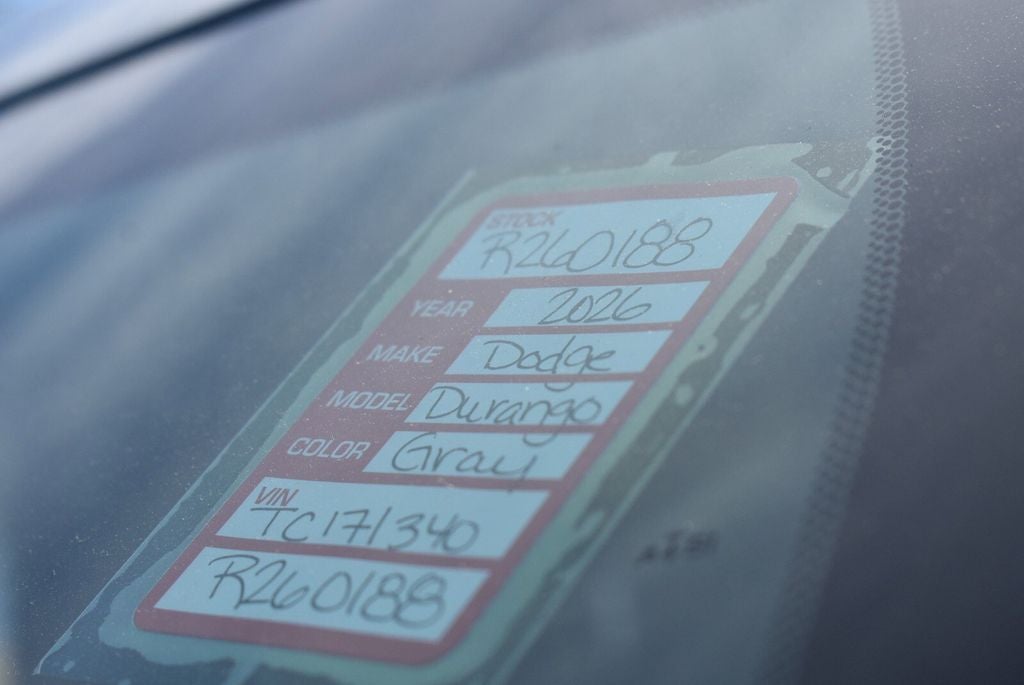 STOCK
R260188
YEAR 2026
MAKE Dodge
MODEL Durango
COLOR Gray
VIN
TC171340
R260188